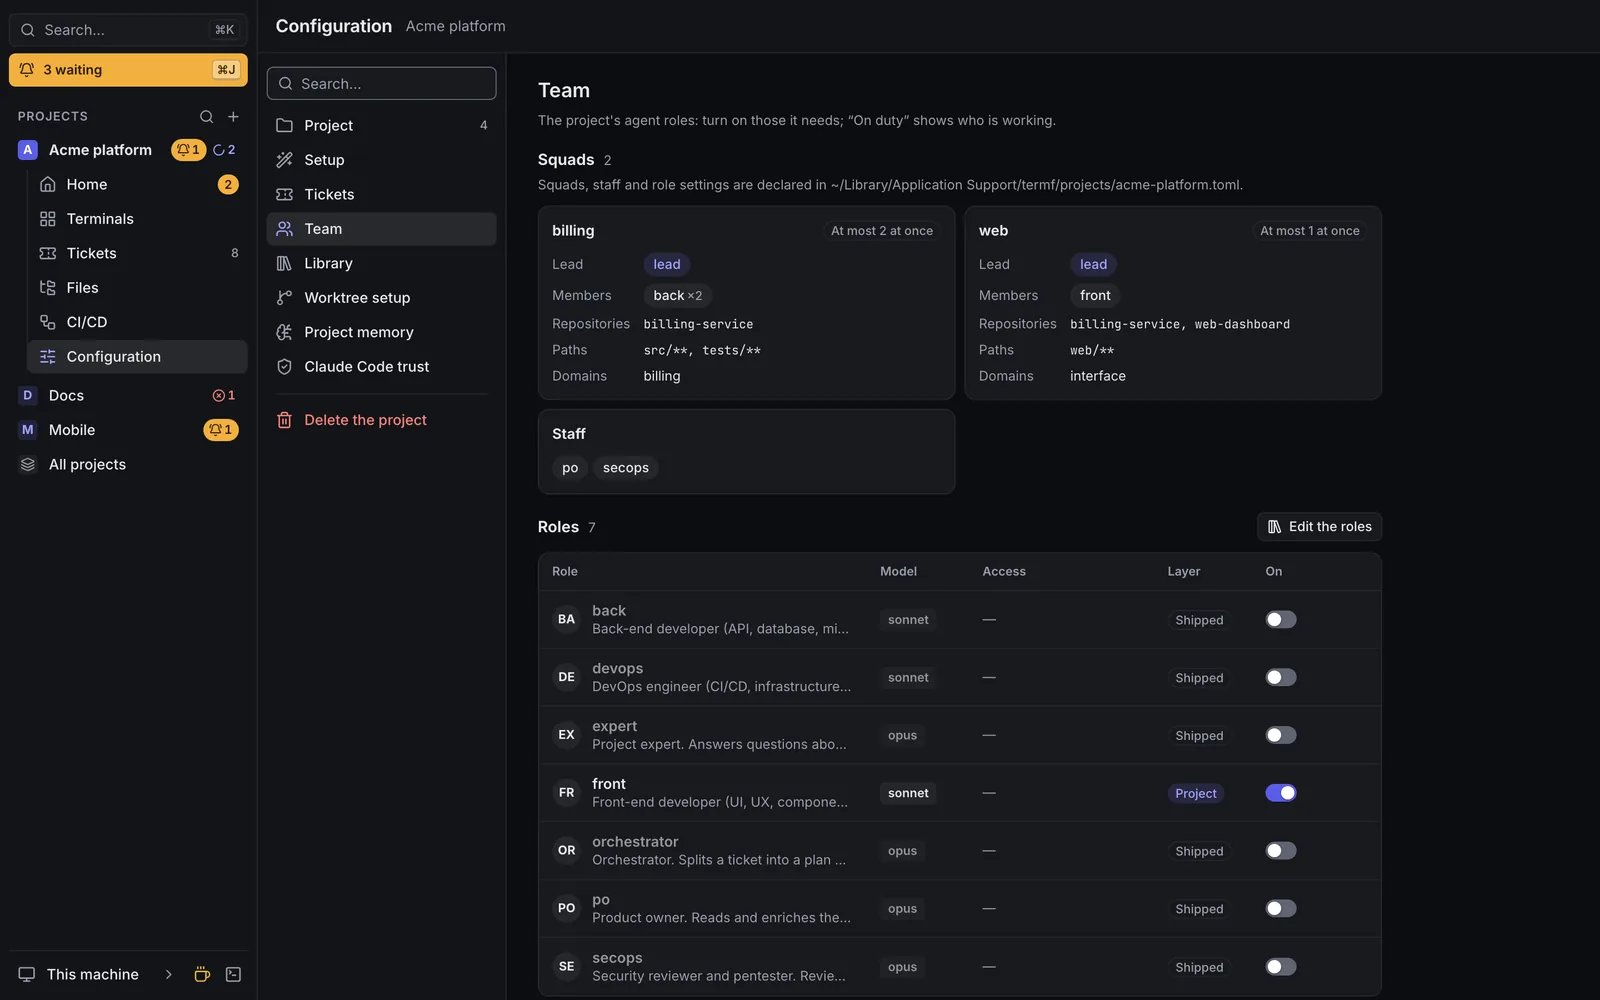 Search...
⌘K
3 waiting
⌘J
PROJECTS
A
Acme platform
1
2
Home
2
Terminals
Tickets
8
Files
CI/CD
Configuration
D
Docs
1
M
Mobile
1
All projects
This machine
Configuration
Acme platform
Search...
Project
4
Setup
Tickets
Team
Library
Worktree setup
Project memory
Claude Code trust
Delete the project
Team
The project's agent roles: turn on those it needs; “On duty” shows who is working.
Squads 2
Squads, staff and role settings are declared in ~/Library/Application Support/termf/projects/acme-platform.toml.
billing
At most 2 at once
Lead
lead
Members
back ×2
Repositories
billing-service
Paths
src/**, tests/**
Domains
billing
web
At most 1 at once
Lead
lead
Members
front
Repositories
billing-service, web-dashboard
Paths
web/**
Domains
interface
Staff
po
secops
Roles 7
Edit the roles
Role
Model
Access
Layer
On
BA
back
Back-end developer (API, database, mi...
sonnet
—
Shipped
DE
devops
DevOps engineer (CI/CD, infrastructure...
sonnet
—
Shipped
EX
expert
Project expert. Answers questions abo...
opus
—
Shipped
FR
front
Front-end developer (UI, UX, compone...
sonnet
—
Project
OR
orchestrator
Orchestrator. Splits a ticket into a plan ...
opus
—
Shipped
PO
po
Product owner. Reads and enriches the...
opus
—
Shipped
SE
secops
Security reviewer and pentester. Revie...
opus
—
Shipped